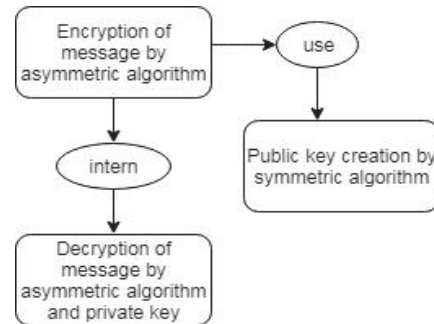 Encryption of
message by
asymmetric algorithm
use
Public key creation by
symmetric algorithm
intern
Decryption of
message by
asymmetric algorithm
and private key